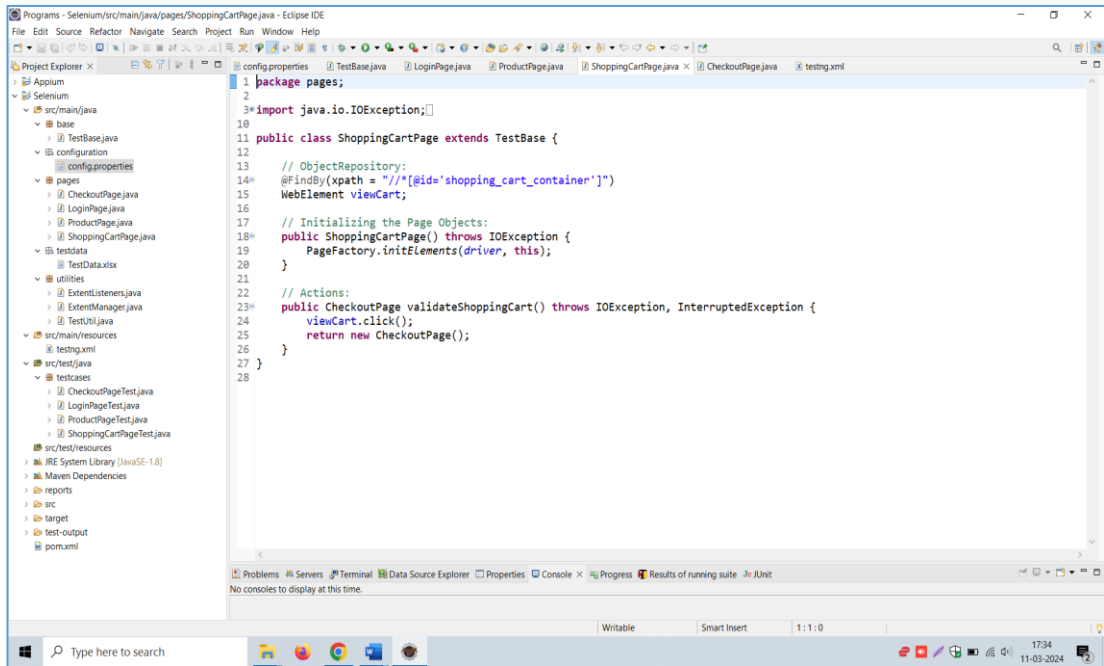 Programs - Selenium/src/main/java/pages/ShoppingCartPage.java - Eclipse IDE
File Edit Source Refactor Navigate Search Project Run Window Help
Project Explorer
config.properties TestBase.java LoginPage.java ProductPage.java ShoppingCartPage.java CheckoutPage.java testng.xml
Appium
Selenium
src/main/java
base
TestBase.java
configuration
config.properties
pages
CheckoutPage.java
LoginPage.java
ProductPage.java
ShoppingCartPage.java
testdata
TestData.xlsx
utilities
ExtentListeners.java
ExtentManager.java
TestUtil.java
src/main/resources
testng.xml
src/test/java
testcases
CheckoutPageTest.java
LoginPageTest.java
ProductPageTest.java
ShoppingCartPageTest.java
src/test/resources
JRE System Library [JavaSE-1.8]
Maven Dependencies
reports
src
target
test-output
pom.xml
1 package pages;
2
3 import java.io.IOException;
10
11 public class ShoppingCartPage extends TestBase {
12
13 // ObjectRepository:
14 @FindBy(xpath = "//*[@id='shopping_cart_container']")
15 WebElement viewCart;
16
17 // Initializing the Page Objects:
18 public ShoppingCartPage() throws IOException {
19 PageFactory.initElements(driver, this);
20 }
21
22 // Actions:
23 public CheckoutPage validateShoppingCart() throws IOException, InterruptedException {
24 viewCart.click();
25 return new CheckoutPage();
26 }
27 }
28
Problems Servers Terminal Data Source Explorer Properties Console Progress Results of running suite JUnit
No consoles to display at this time.
Writable Smart Insert 1 : 1 : 0
Type here to search
17:34
11-03-2024
2